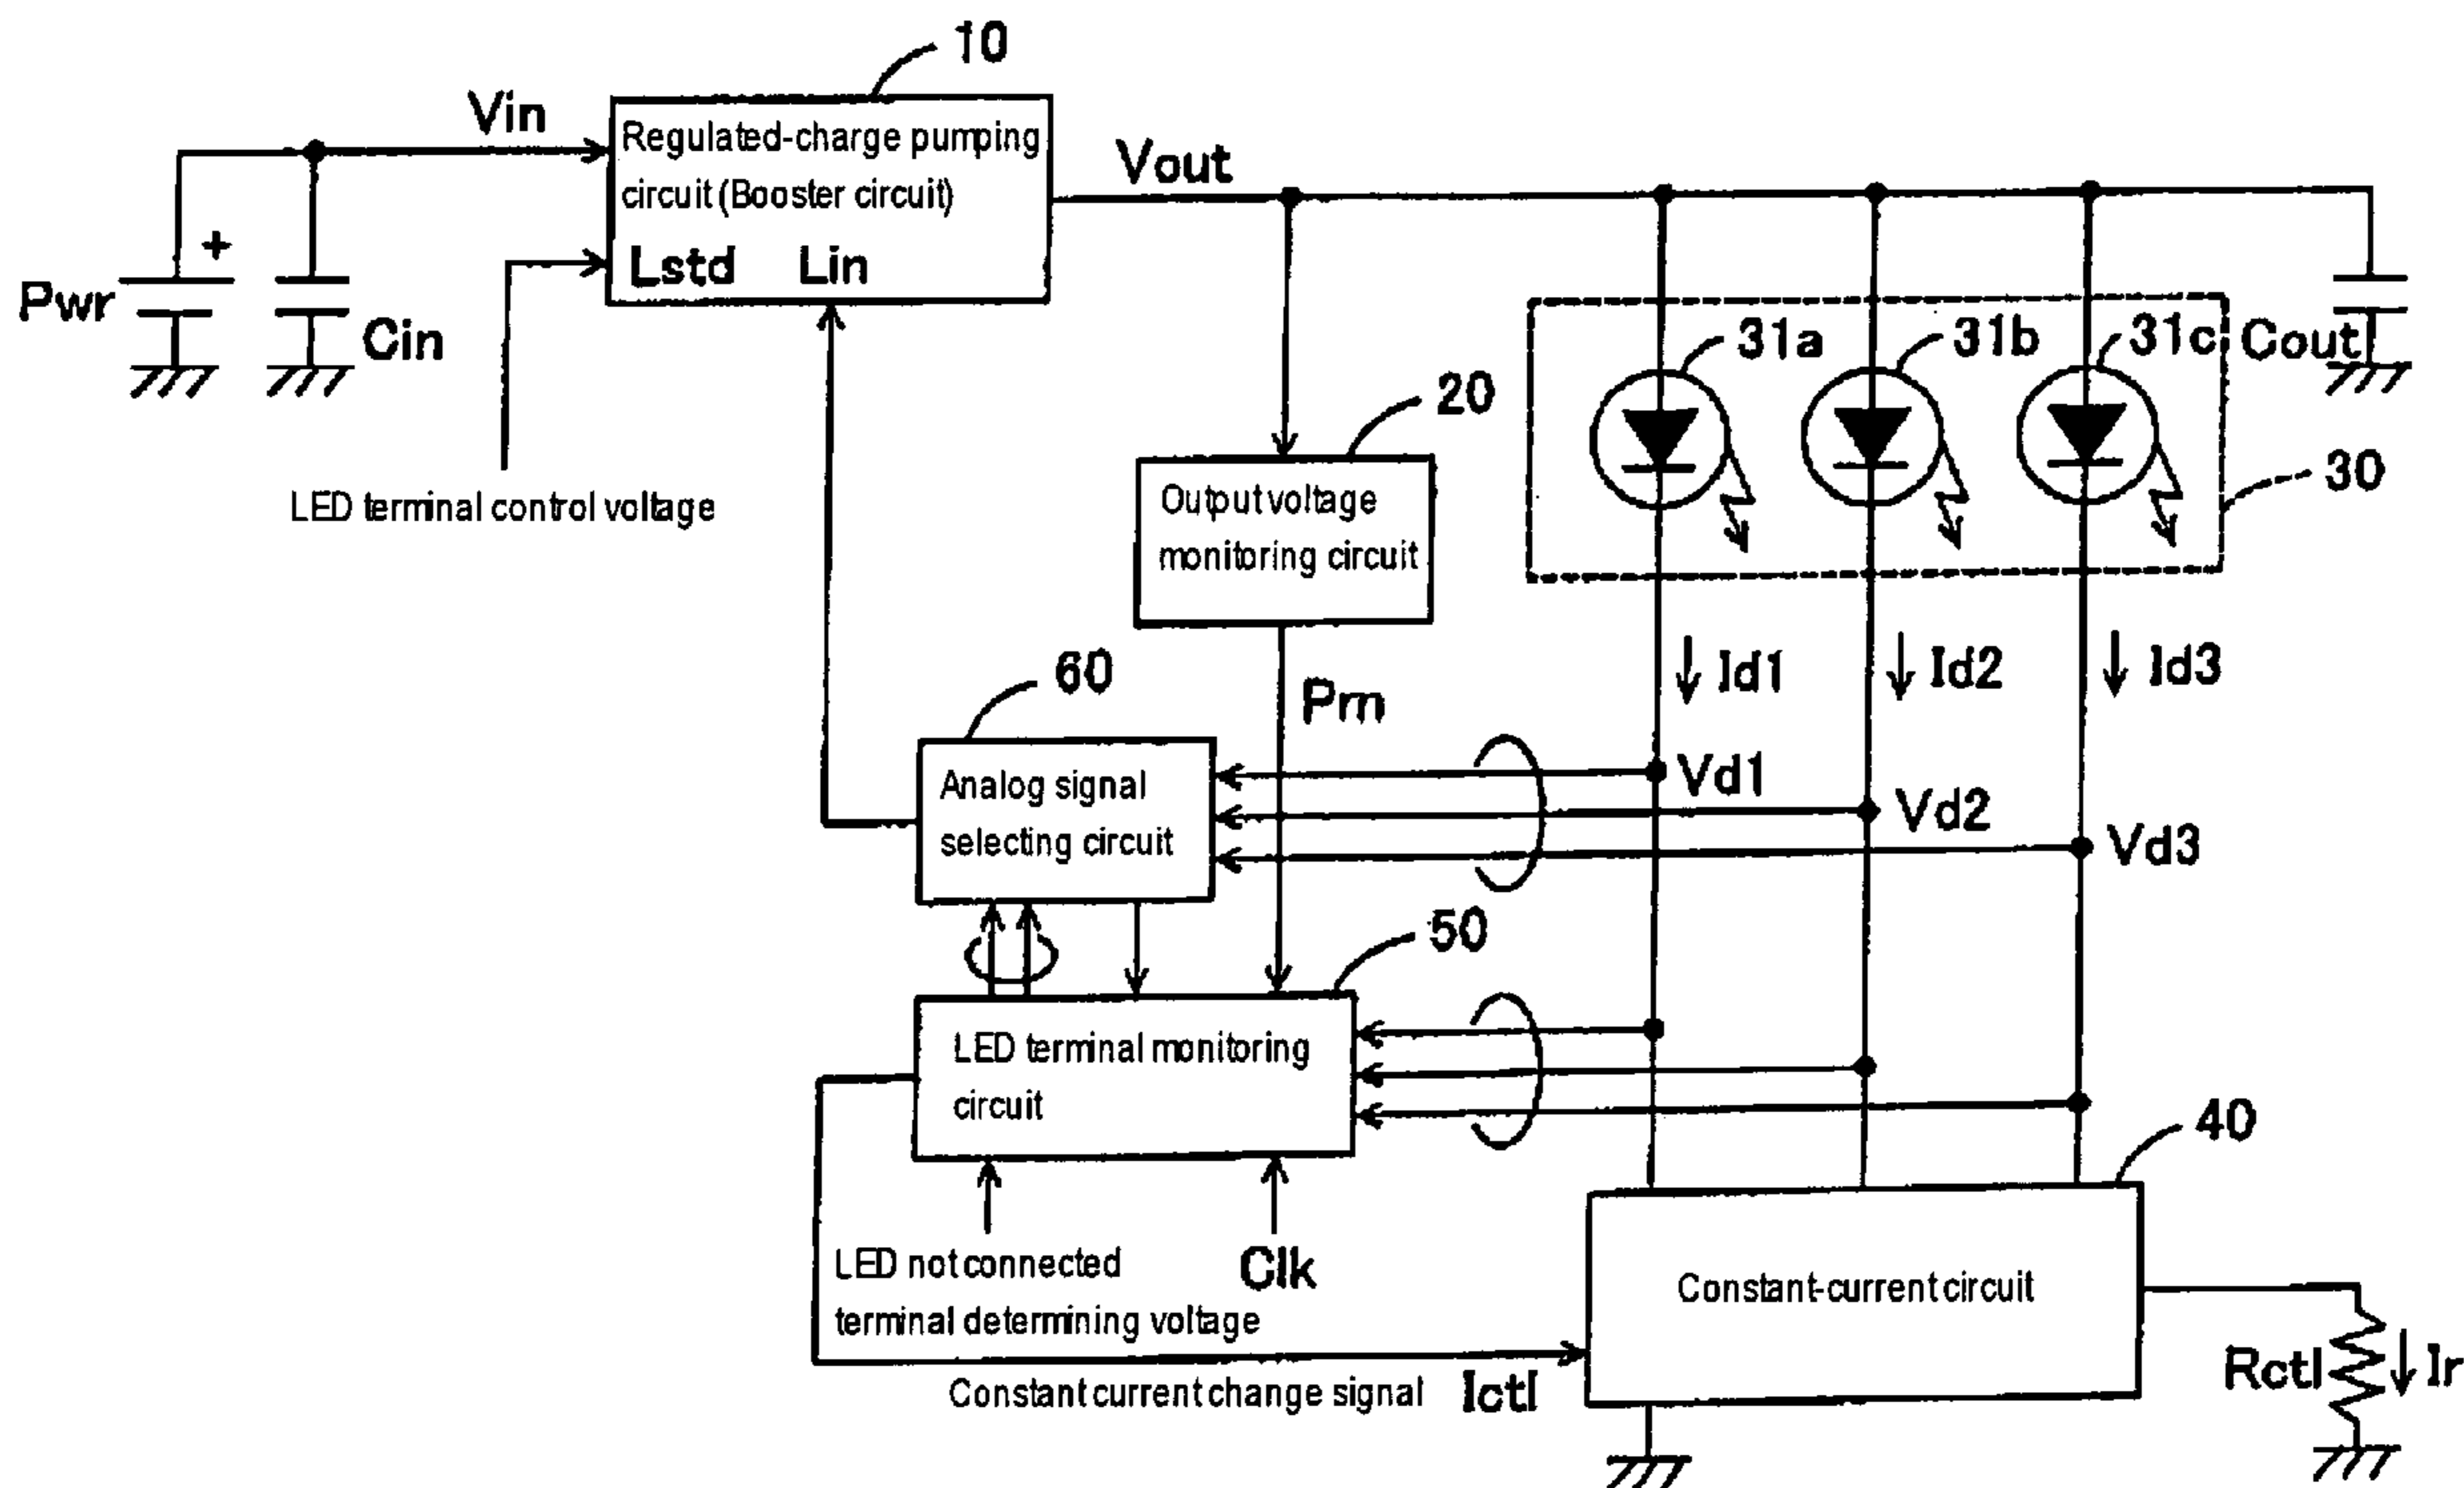 10
Vin
Regulated-charge pumping
circuit (Booster circuit)
Lstd Lin
Vout
+
Pwr
Cin
LED terminal control voltage
31a
31b
31c
Cout
20
Output voltage
monitoring circuit
30
Id1
Id2
Id3
60
Pm
Analog signal
selecting circuit
Vd1
Vd2
Vd3
50
LED terminal monitoring
circuit
40
LED not connected
terminal determining voltage
Clk
Constant-current circuit
Constant current change signal
Ictl
Rctl
Ir